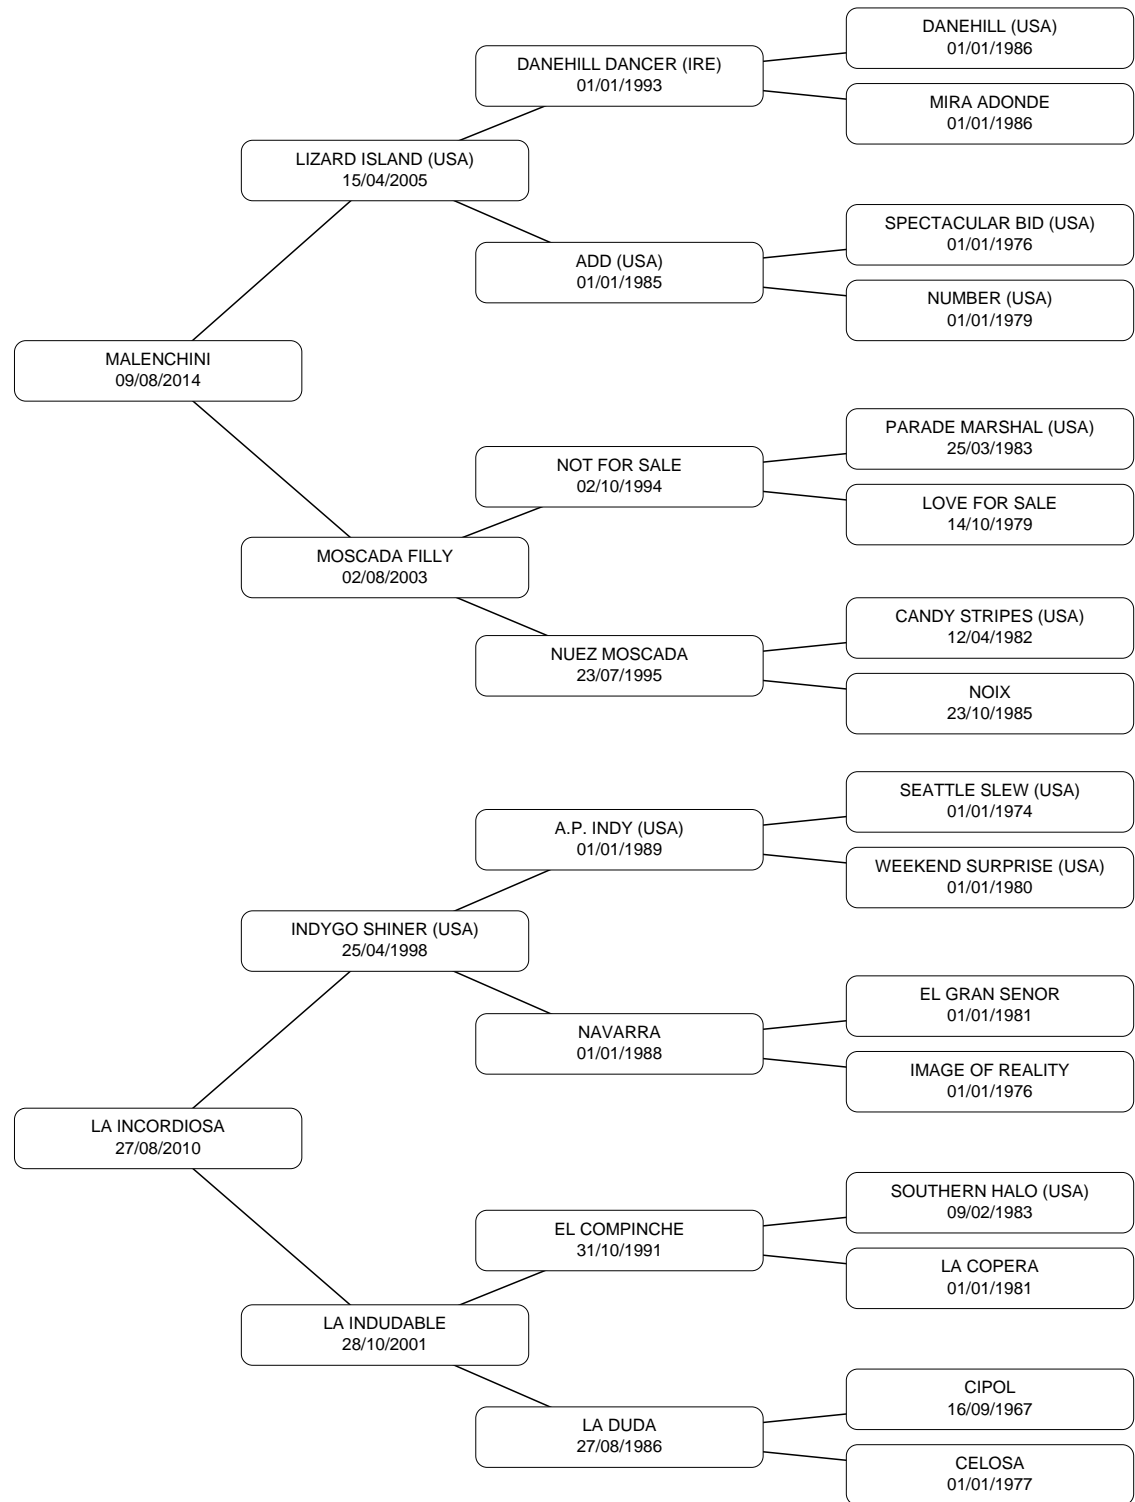 DANEHILL (USA)
01/01/1986
DANEHILL DANCER (IRE)
01/01/1993
MIRA ADONDE
01/01/1986
LIZARD ISLAND (USA)
15/04/2005
SPECTACULAR BID (USA)
01/01/1976
ADD (USA)
01/01/1985
NUMBER (USA)
01/01/1979
MALENCHINI
09/08/2014
PARADE MARSHAL (USA)
25/03/1983
NOT FOR SALE
02/10/1994
LOVE FOR SALE
14/10/1979
MOSCADA FILLY
02/08/2003
CANDY STRIPES (USA)
12/04/1982
NUEZ MOSCADA
23/07/1995
NOIX
23/10/1985
SEATTLE SLEW (USA)
01/01/1974
A.P. INDY (USA)
01/01/1989
WEEKEND SURPRISE (USA)
01/01/1980
INDYGO SHINER (USA)
25/04/1998
EL GRAN SENOR
01/01/1981
NAVARRA
01/01/1988
IMAGE OF REALITY
01/01/1976
LA INCORDIOSA
27/08/2010
SOUTHERN HALO (USA)
09/02/1983
EL COMPINCHE
31/10/1991
LA COPERA
01/01/1981
LA INDUDABLE
28/10/2001
CIPOL
16/09/1967
LA DUDA
27/08/1986
CELOSA
01/01/1977